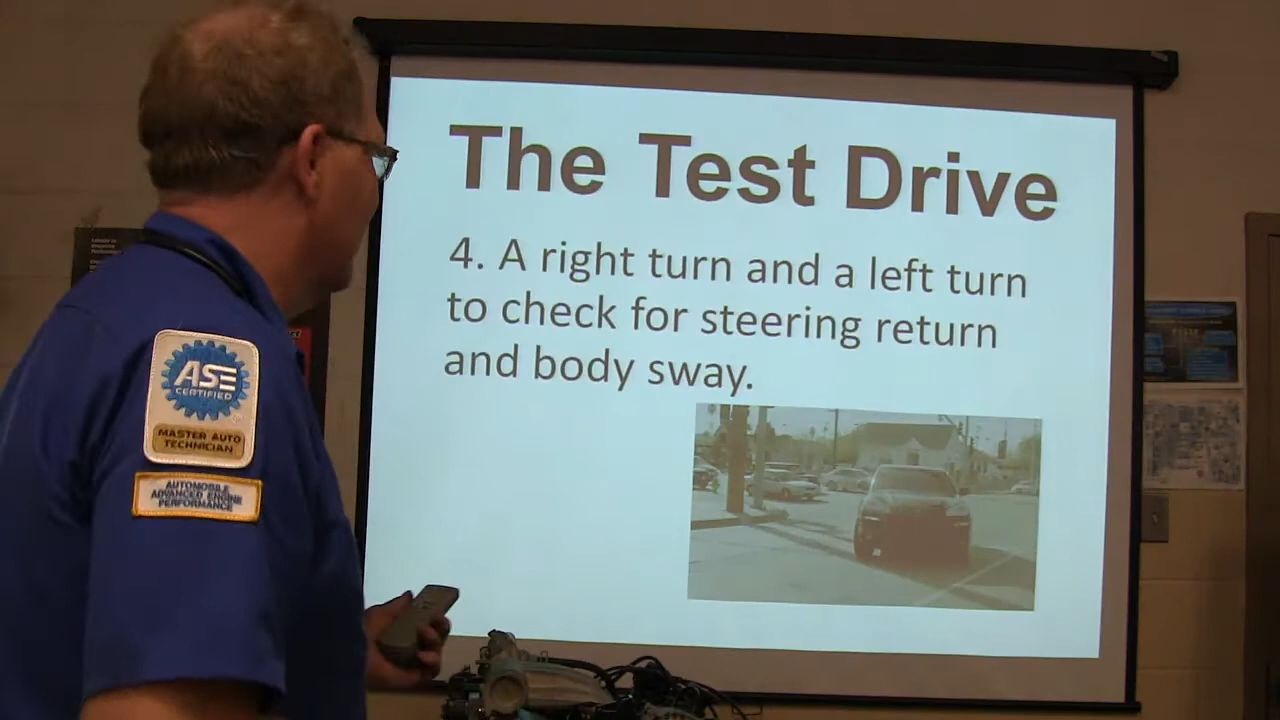 The Test Drive
4. A right turn and a left turn
to check for steering return
and body sway.
ASE
CERTIFIED
MASTER AUTO
TECHNICIAN
AUTOMOBILE
ADVANCED ENGINE
PERFORMANCE